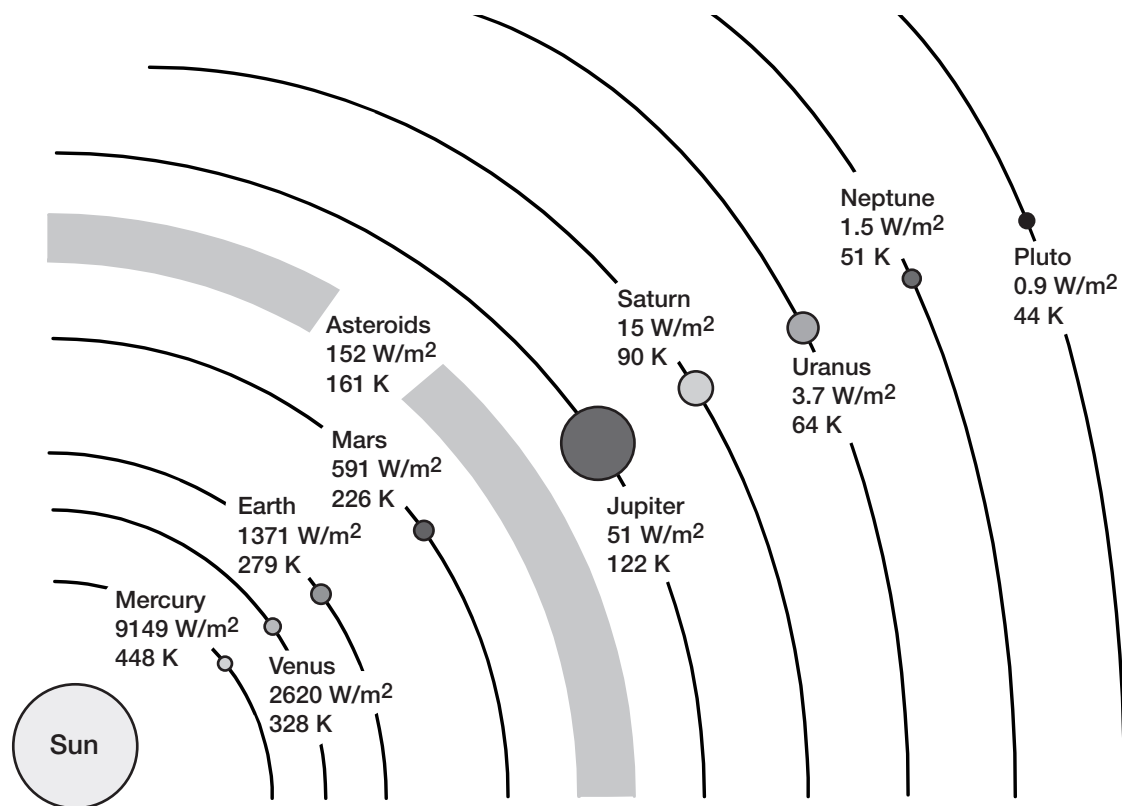 Neptune
1.5 W/m²
51 K
Pluto
0.9 W/m²
44 K
Saturn
15 W/m²
90 K
Uranus
3.7 W/m²
64 K
Asteroids
152 W/m²
161 K
Mars
591 W/m²
226 K
Jupiter
51 W/m²
122 K
Earth
1371 W/m²
279 K
Mercury
9149 W/m²
448 K
Venus
2620 W/m²
328 K
Sun